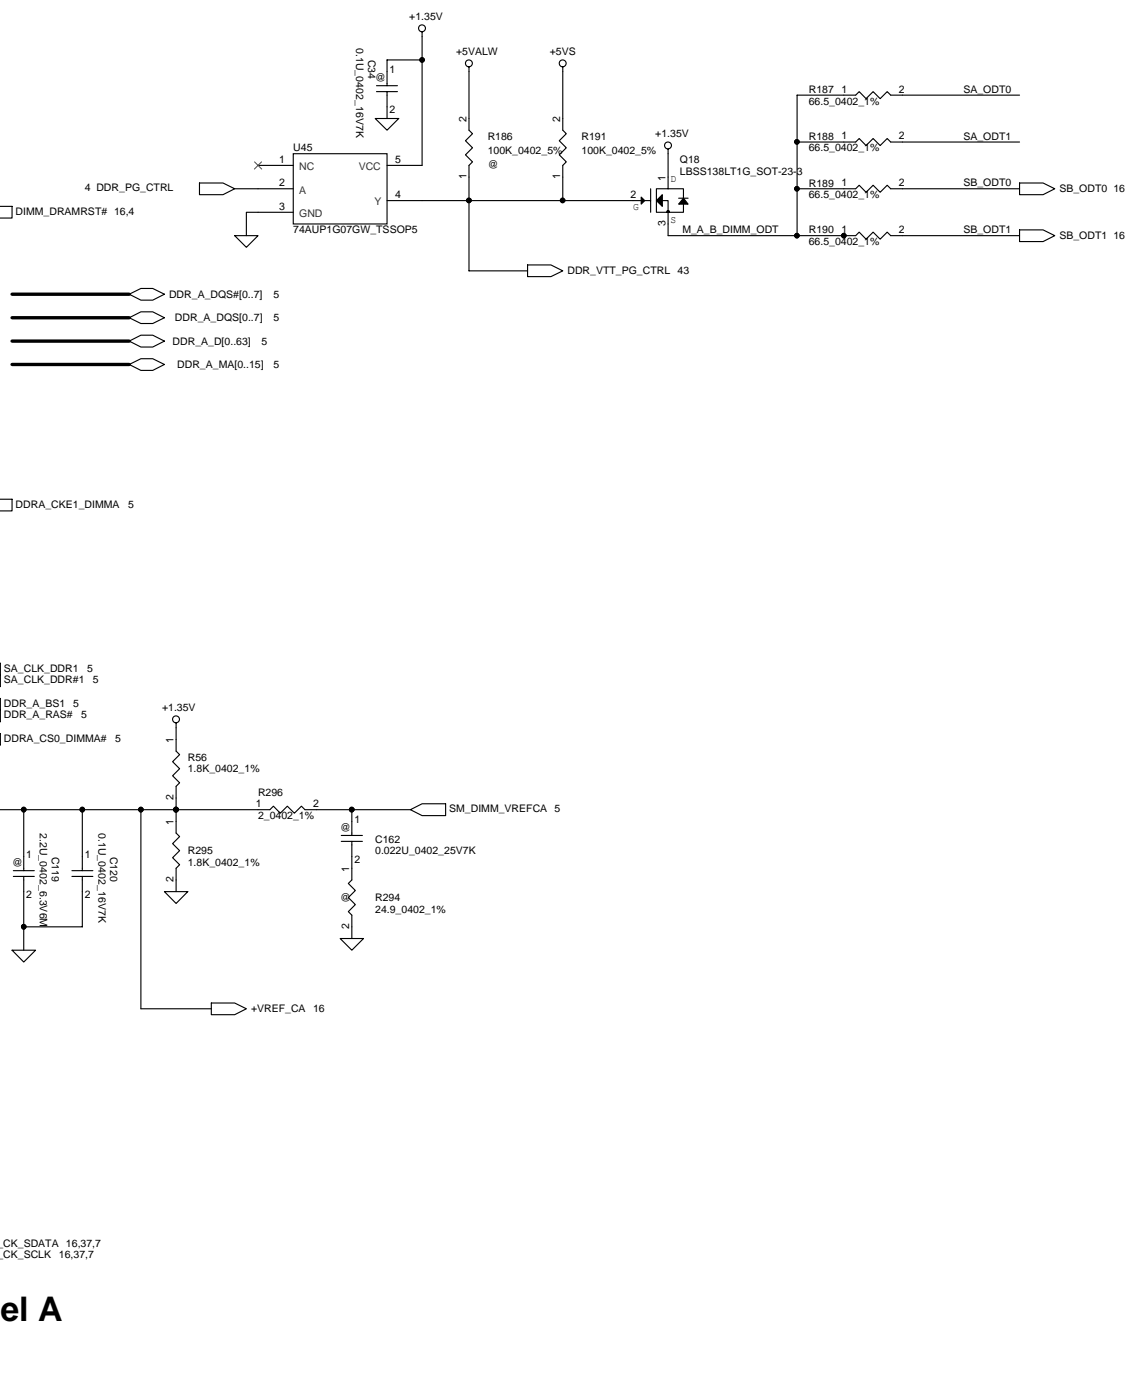 +1.35V
+5VALW
+5VS
C34
0.1U_0402_16V7K
@
1
2
R186
100K_0402_5%
@
2
1
R191
100K_0402_5%
2
1
+1.35V
Q18
LBSS138LT1G_SOT-23-3
1
D
2
G
3
S
U45
1
NC
VCC
5
2
A
Y
4
3
GND
74AUP1G07GW_TSSOP5
4 DDR_PG_CTRL
DIMM_DRAMRST# 16,4
R187 1
2
SA_ODT0
66.5_0402_1%
R188 1
2
SA_ODT1
66.5_0402_1%
R189 1
2
SB_ODT0
SB_ODT0 16
66.5_0402_1%
M_A_B_DIMM_ODT
R190 1
2
SB_ODT1
SB_ODT1 16
66.5_0402_1%
DDR_VTT_PG_CTRL 43
DDR_A_DQS#[0..7] 5
DDR_A_DQS[0..7] 5
DDR_A_D[0..63] 5
DDR_A_MA[0..15] 5
DDRA_CKE1_DIMMA 5
SA_CLK_DDR1 5
SA_CLK_DDR#1 5
DDR_A_BS1 5
DDR_A_RAS# 5
DDRA_CS0_DIMMA# 5
+1.35V
1
R56
1.8K_0402_1%
2
R296
1
2
2_0402_1%
SM_DIMM_VREFCA 5
1
R295
1.8K_0402_1%
2
@
1
C162
0.022U_0402_25V7K
2
1
@
R294
24.9_0402_1%
2
C119
2.2U_0402_6.3V6M
@
1
2
C120
0.1U_0402_16V7K
1
2
+VREF_CA 16
_CK_SDATA 16,37,7
_CK_SCLK 16,37,7
el A